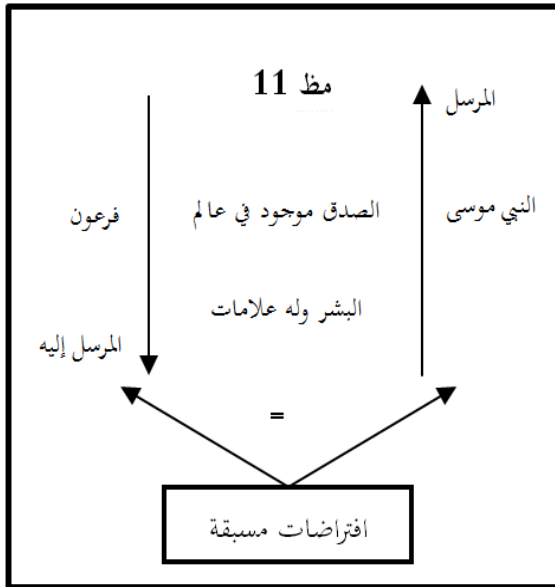 مظ 11
المرسل
النبي موسى
الصدق موجود في عالم
فرعون
البشر وله علامات
المرسل إليه
=
افتراضات مسبقة